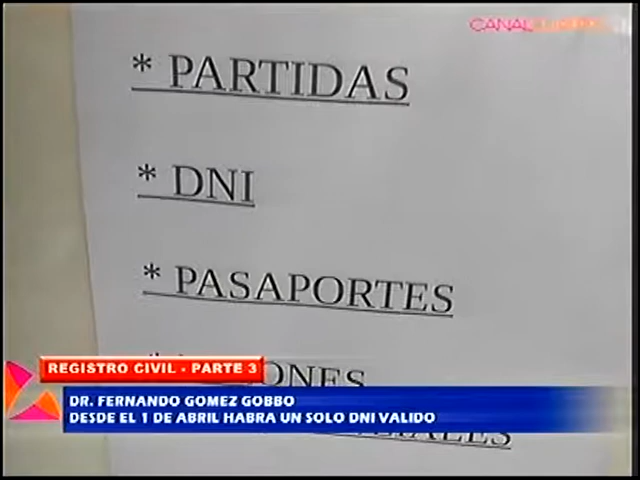 CANAL
* PARTIDAS
* DNI
* PASAPORTES
REGISTRO CIVIL - PARTE 3
DR. FERNANDO GOMEZ GOBBO
DESDE EL 1 DE ABRIL HABRA UN SOLO DNI VALIDO